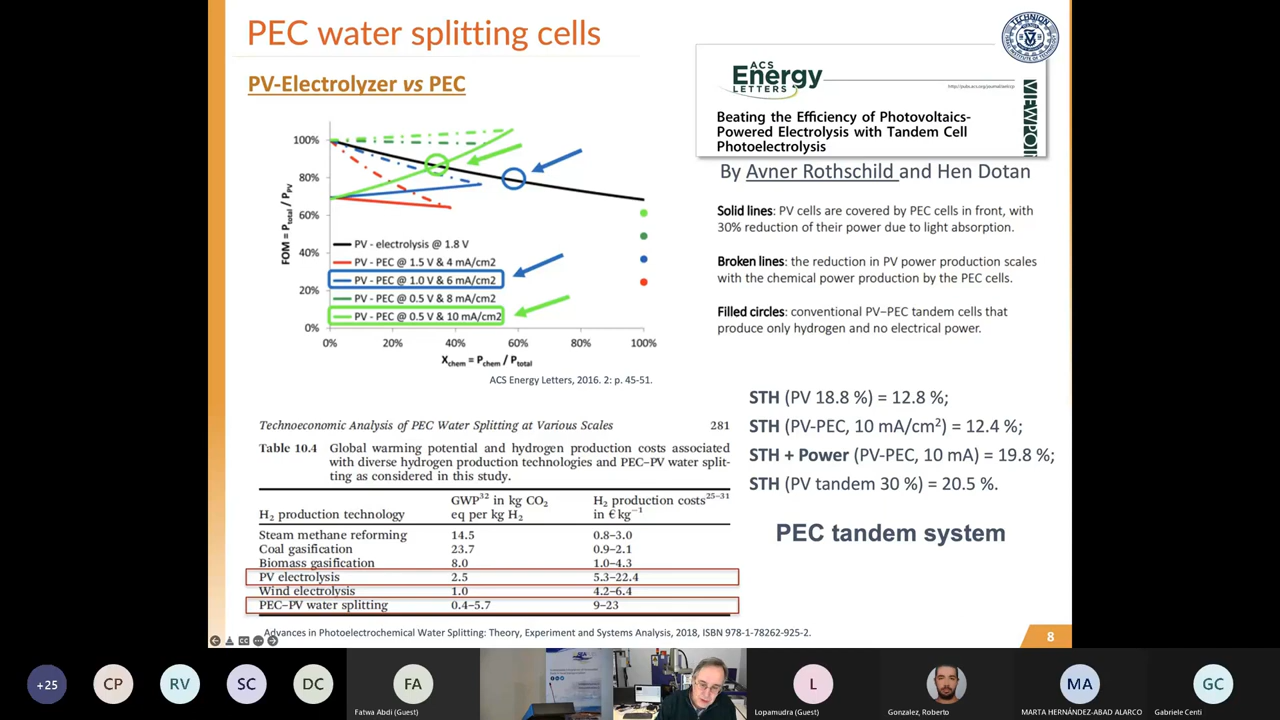 PEC water splitting cells
PV-Electrolyzer vs PEC
TECHNION
ACS
Energy
LETTERS
VIEWPOIN
Beating the Efficiency of Photovoltaics-
Powered Electrolysis with Tandem Cell
Photoelectrolysis
By Avner Rothschild and Hen Dotan
FOM = Ptotal / PPV
100%
80%
60%
40%
20%
0%
PV - electrolysis @ 1.8 V
PV - PEC @ 1.5 V & 4 mA/cm2
PV - PEC @ 1.0 V & 6 mA/cm2
PV - PEC @ 0.5 V & 8 mA/cm2
PV - PEC @ 0.5 V & 10 mA/cm2
0% 20% 40% 60% 80% 100%
Xchem = Pchem / Ptotal
ACS Energy Letters, 2016. 2: p. 45-51.
Solid lines: PV cells are covered by PEC cells in front, with
30% reduction of their power due to light absorption.
Broken lines: the reduction in PV power production scales
with the chemical power production by the PEC cells.
Filled circles: conventional PV−PEC tandem cells that
produce only hydrogen and no electrical power.
STH (PV 18.8 %) = 12.8 %;
STH (PV-PEC, 10 mA/cm²) = 12.4 %;
STH + Power (PV-PEC, 10 mA) = 19.8 %;
STH (PV tandem 30 %) = 20.5 %.
PEC tandem system
Technoeconomic Analysis of PEC Water Splitting at Various Scales 281
Table 10.4 Global warming potential and hydrogen production costs associated
with diverse hydrogen production technologies and PEC–PV water split-
ting as considered in this study.
GWP³² in kg CO2 H2 production costs²⁵⁻³¹
H2 production technology eq per kg H2 in € kg⁻¹
Steam methane reforming 14.5 0.8–3.0
Coal gasification 23.7 0.9–2.1
Biomass gasification 8.0 1.0–4.3
PV electrolysis 2.5 5.3–22.4
Wind electrolysis 1.0 4.2–6.4
PEC–PV water splitting 0.4–5.7 9–23
Advances in Photoelectrochemical Water Splitting: Theory, Experiment and Systems Analysis, 2018, ISBN 978-1-78262-925-2.
8
+25 CP RV SC DC FA L MA GC
Fatwa Abdi (Guest) Lopamudra (Guest) Gonzalez, Roberto MARTA HERNÁNDEZ-ABAD ALARCO Gabriele Centi